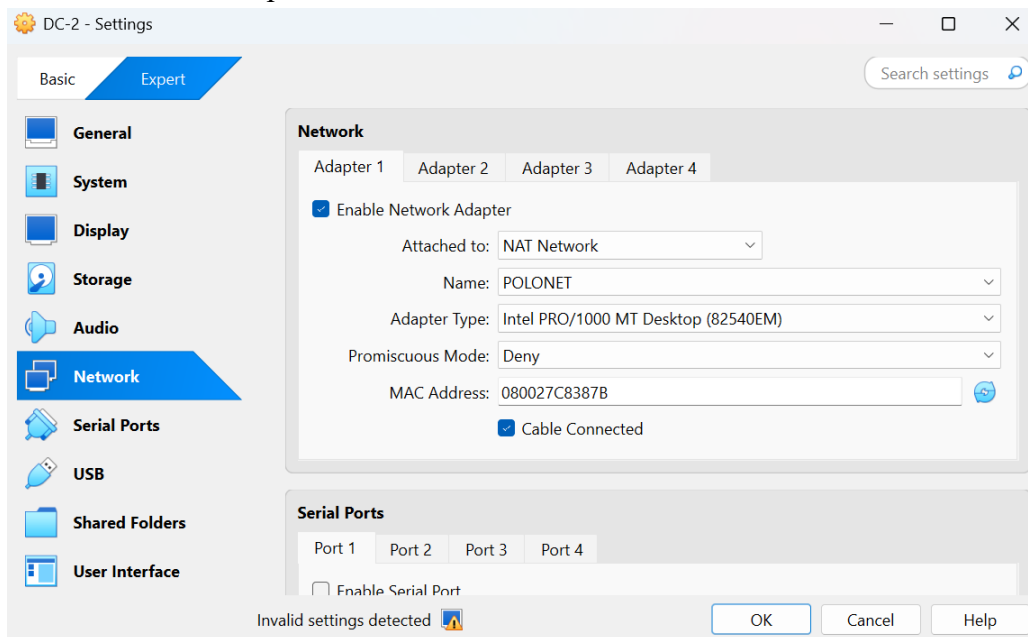 DC-2 - Settings
Basic
Expert
Search settings
General
System
Display
Storage
Audio
Network
Serial Ports
USB
Shared Folders
User Interface
Network
Adapter 1 Adapter 2 Adapter 3 Adapter 4
Enable Network Adapter
Attached to: NAT Network
Name: POLONET
Adapter Type: Intel PRO/1000 MT Desktop (82540EM)
Promiscuous Mode: Deny
MAC Address: 080027C8387B
Cable Connected
Serial Ports
Port 1 Port 2 Port 3 Port 4
Enable Serial Port
Invalid settings detected
OK Cancel Help